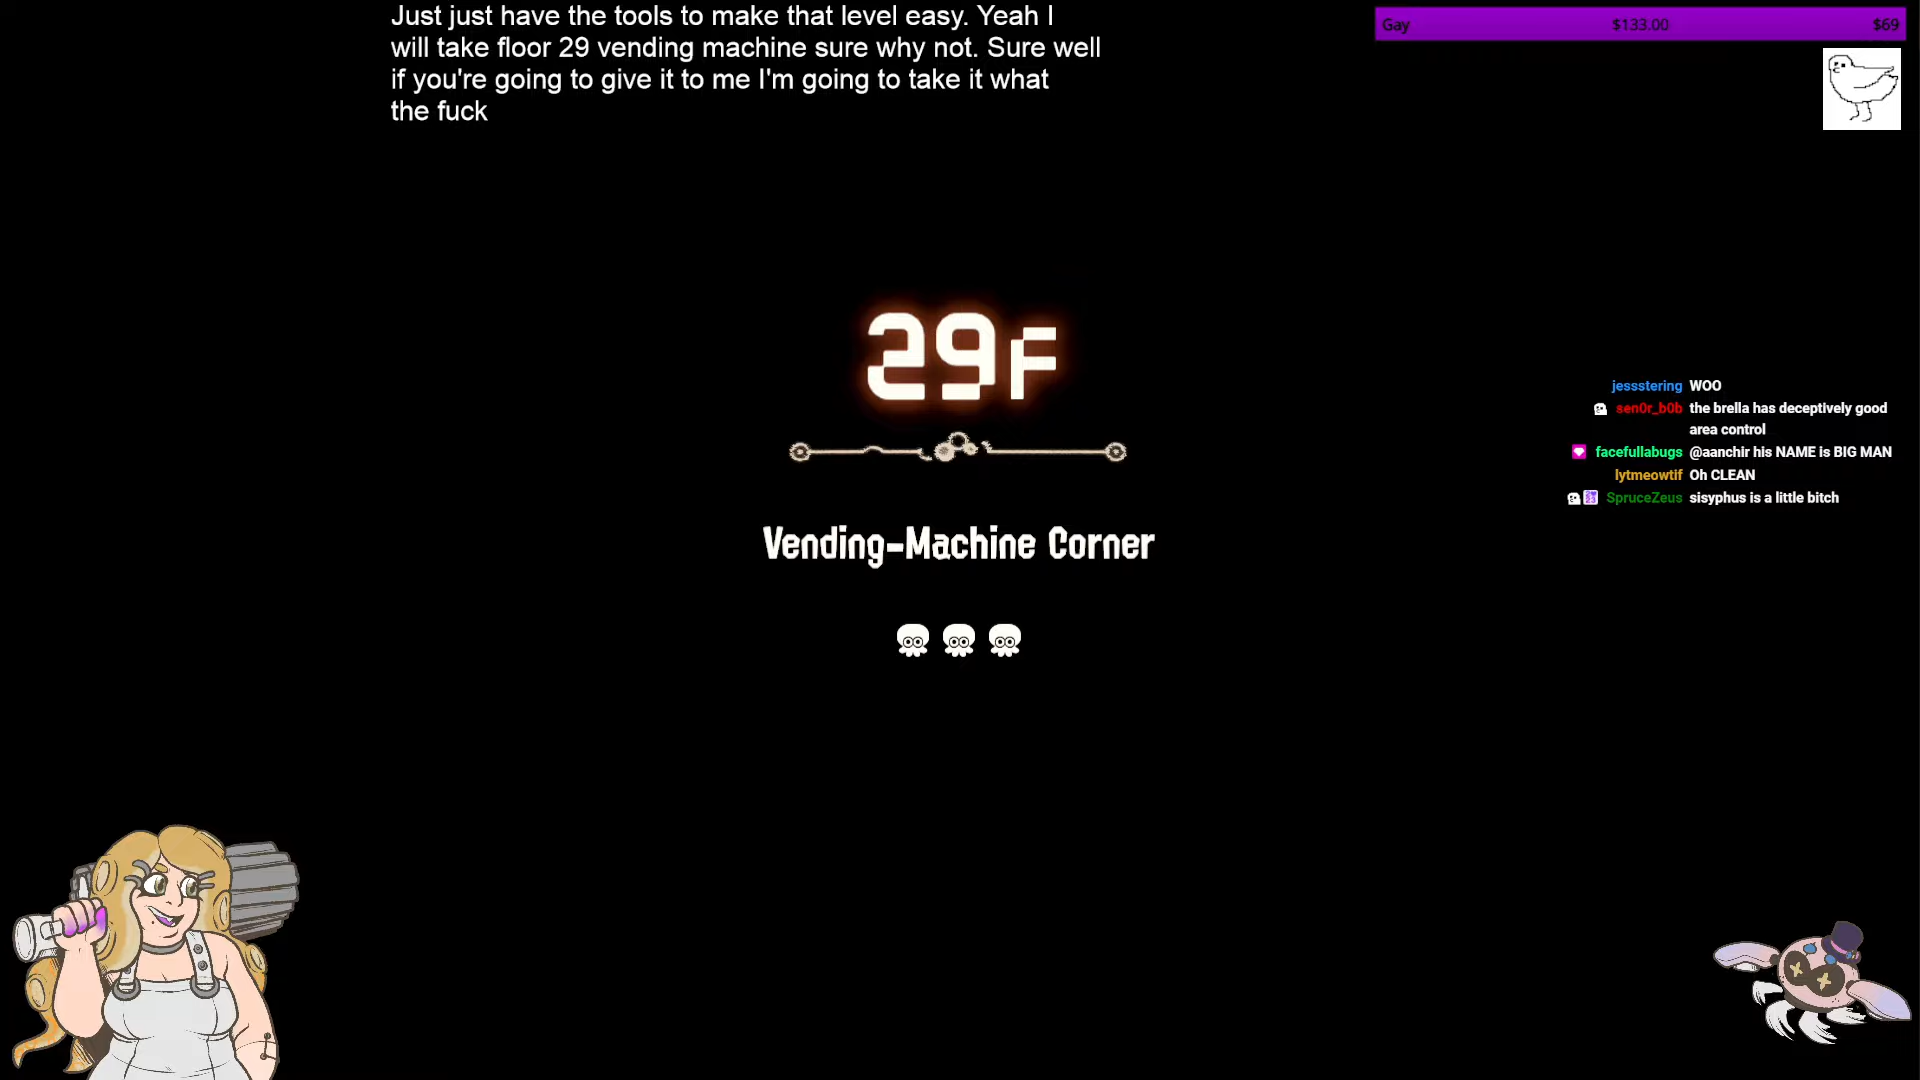 Just just have the tools to make that level easy. Yeah I
will take floor 29 vending machine sure why not. Sure well
if you're going to give it to me I'm going to take it what
the fuck
Gay $133.00 $69
29F
Vending-Machine Corner
jessstering WOO
sen0r_b0b the brella has deceptively good
area control
facefullabugs @aanchir his NAME is BIG MAN
lytmeowtif Oh CLEAN
SpruceZeus sisyphus is a little bitch